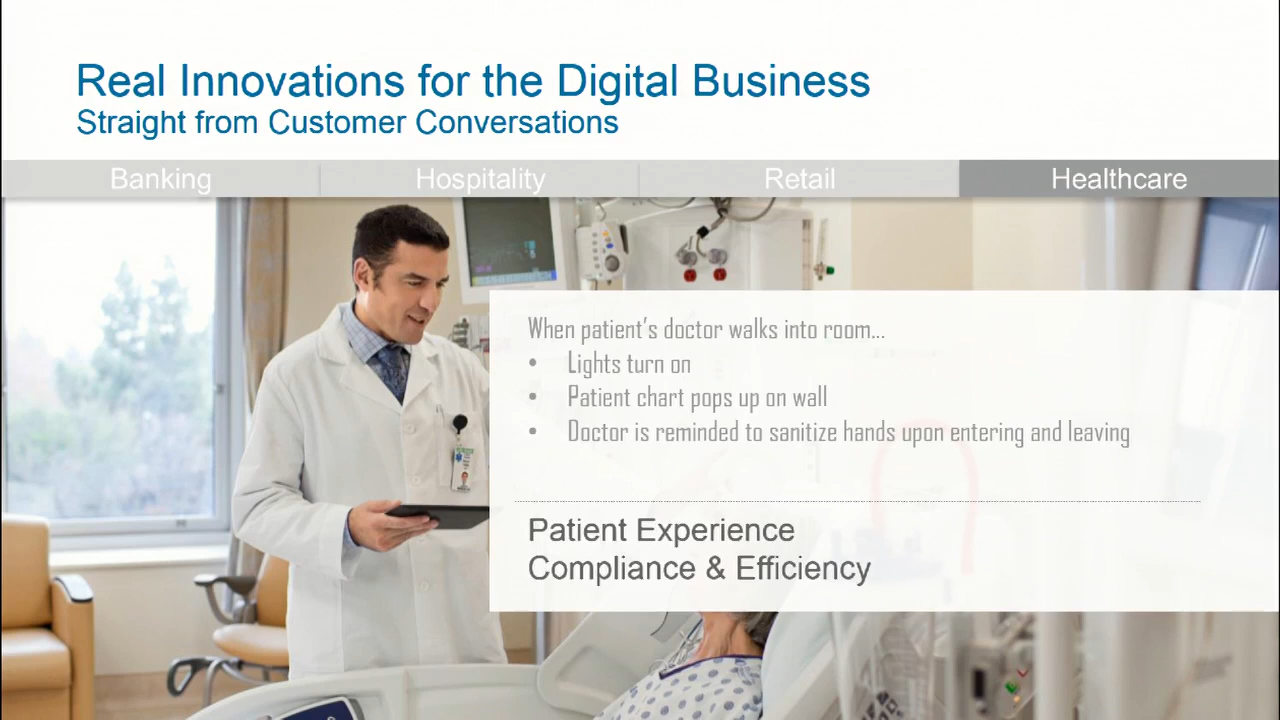 Real Innovations for the Digital Business
Straight from Customer Conversations
Banking
Hospitality
Retail
Healthcare
When patient's doctor walks into room...
• Lights turn on
• Patient chart pops up on wall
• Doctor is reminded to sanitize hands upon entering and leaving
Patient Experience
Compliance & Efficiency